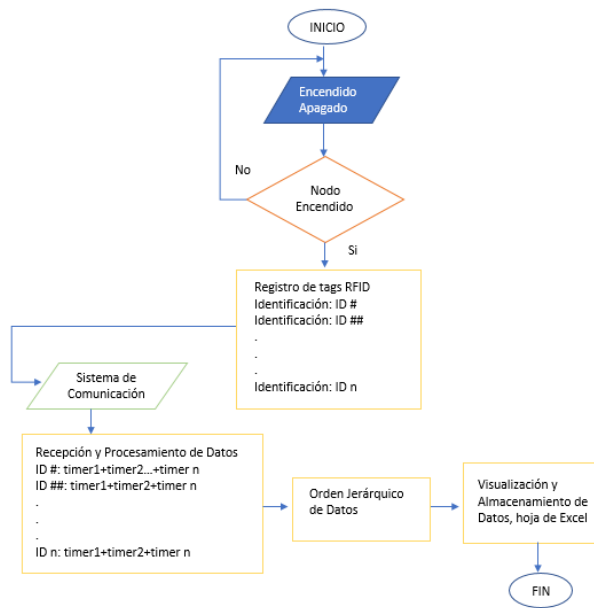 INICIO
Encendido
Apagado
No
Nodo
Encendido
Si
Registro de tags RFID
Identificación: ID #
Identificación: ID ##
.
.
.
Identificación: ID n
Sistema de
Comunicación
Recepción y Procesamiento de Datos
ID #: timer1+timer2...+timer n
ID ##: timer1+timer2+timer n
.
.
.
ID n: timer1+timer2+timer n
Orden Jerárquico
de Datos
Visualización y
Almacenamiento de
Datos, hoja de Excel
FIN